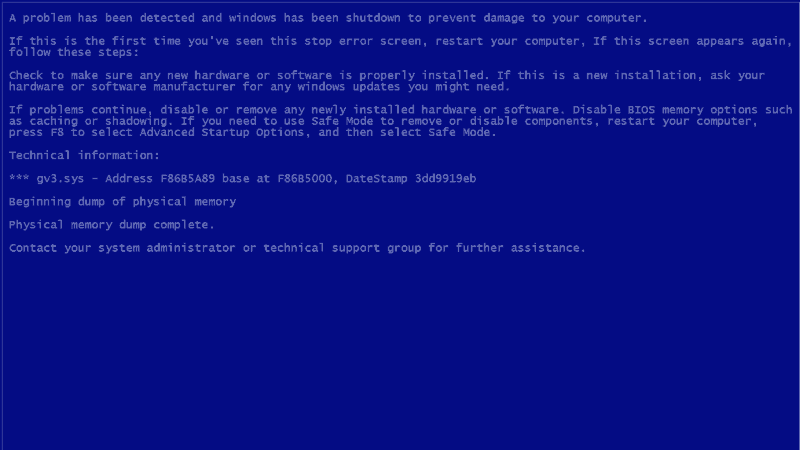 A problem has been detected and windows has been shutdown to prevent damage to your computer.
If this is the first time you've seen this stop error screen, restart your computer, If this screen appears again,
follow these steps:
Check to make sure any new hardware or software is properly installed. If this is a new installation, ask your
hardware or software manufacturer for any windows updates you might need.
If problems continue, disable or remove any newly installed hardware or software. Disable BIOS memory options such
as caching or shadowing. If you need to use Safe Mode to remove or disable components, restart your computer,
press F8 to select Advanced Startup Options, and then select Safe Mode.
Technical information:
*** gv3.sys - Address F86B5A89 base at F86B5000, DateStamp 3dd9919eb
Beginning dump of physical memory
Physical memory dump complete.
Contact your system administrator or technical support group for further assistance.